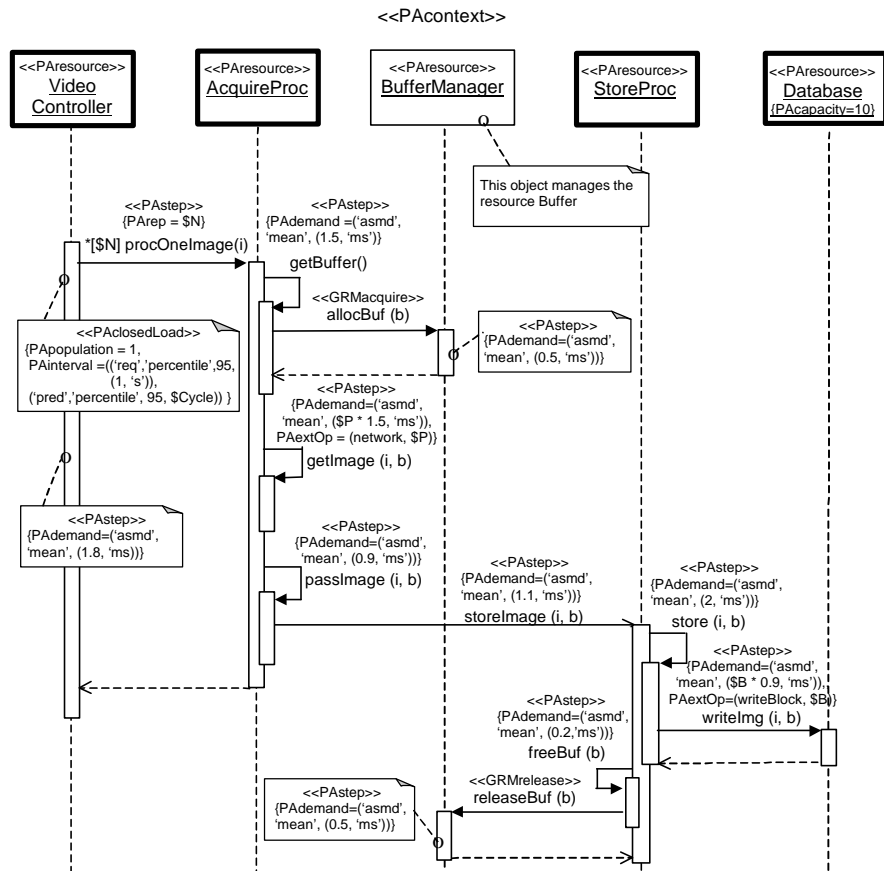 <<PAcontext>>
<<PAresource>>
Video
Controller
<<PAresource>>
AcquireProc
<<PAresource>>
BufferManager
<<PAresource>>
StoreProc
<<PAresource>>
Database
{PAcapacity=10}
This object manages the
resource Buffer
<<PAstep>>
{PArep = $N}
*[$N] procOneImage(i)
<<PAstep>>
{PAdemand =(‘asmd’,
‘mean’, (1.5, ‘ms’)}
getBuffer()
<<GRMacquire>>
allocBuf (b)
<<PAstep>>
{PAdemand=(‘asmd’,
‘mean’, (0.5, ‘ms’))}
<<PAclosedLoad>>
{PApopulation = 1,
PAinterval =((‘req’,’percentile’,95,
(1, ‘s’)),
(‘pred’,’percentile’, 95, $Cycle)) }
<<PAstep>>
{PAdemand=(‘asmd’,
‘mean’, ($P * 1.5, ‘ms’)),
PAextOp = (network, $P)}
getImage (i, b)
<<PAstep>>
{PAdemand=(‘asmd’,
‘mean’, (1.8, ‘ms))}
<<PAstep>>
{PAdemand=(‘asmd’,
‘mean’, (0.9, ‘ms’))}
passImage (i, b)
<<PAstep>>
{PAdemand=(‘asmd’,
‘mean’, (1.1, ‘ms’))}
storeImage (i, b)
<<PAstep>>
{PAdemand=(‘asmd’,
‘mean’, (2, ‘ms’))}
store (i, b)
<<PAstep>>
{PAdemand=(‘asmd’,
‘mean’, ($B * 0.9, ‘ms’)),
PAextOp=(writeBlock, $B)}
writeImg (i, b)
<<PAstep>>
{PAdemand=(‘asmd’,
‘mean’, (0.2,’ms’))}
freeBuf (b)
<<GRMrelease>>
releaseBuf (b)
<<PAstep>>
{PAdemand=(‘asmd’,
‘mean’, (0.5, ‘ms’))}